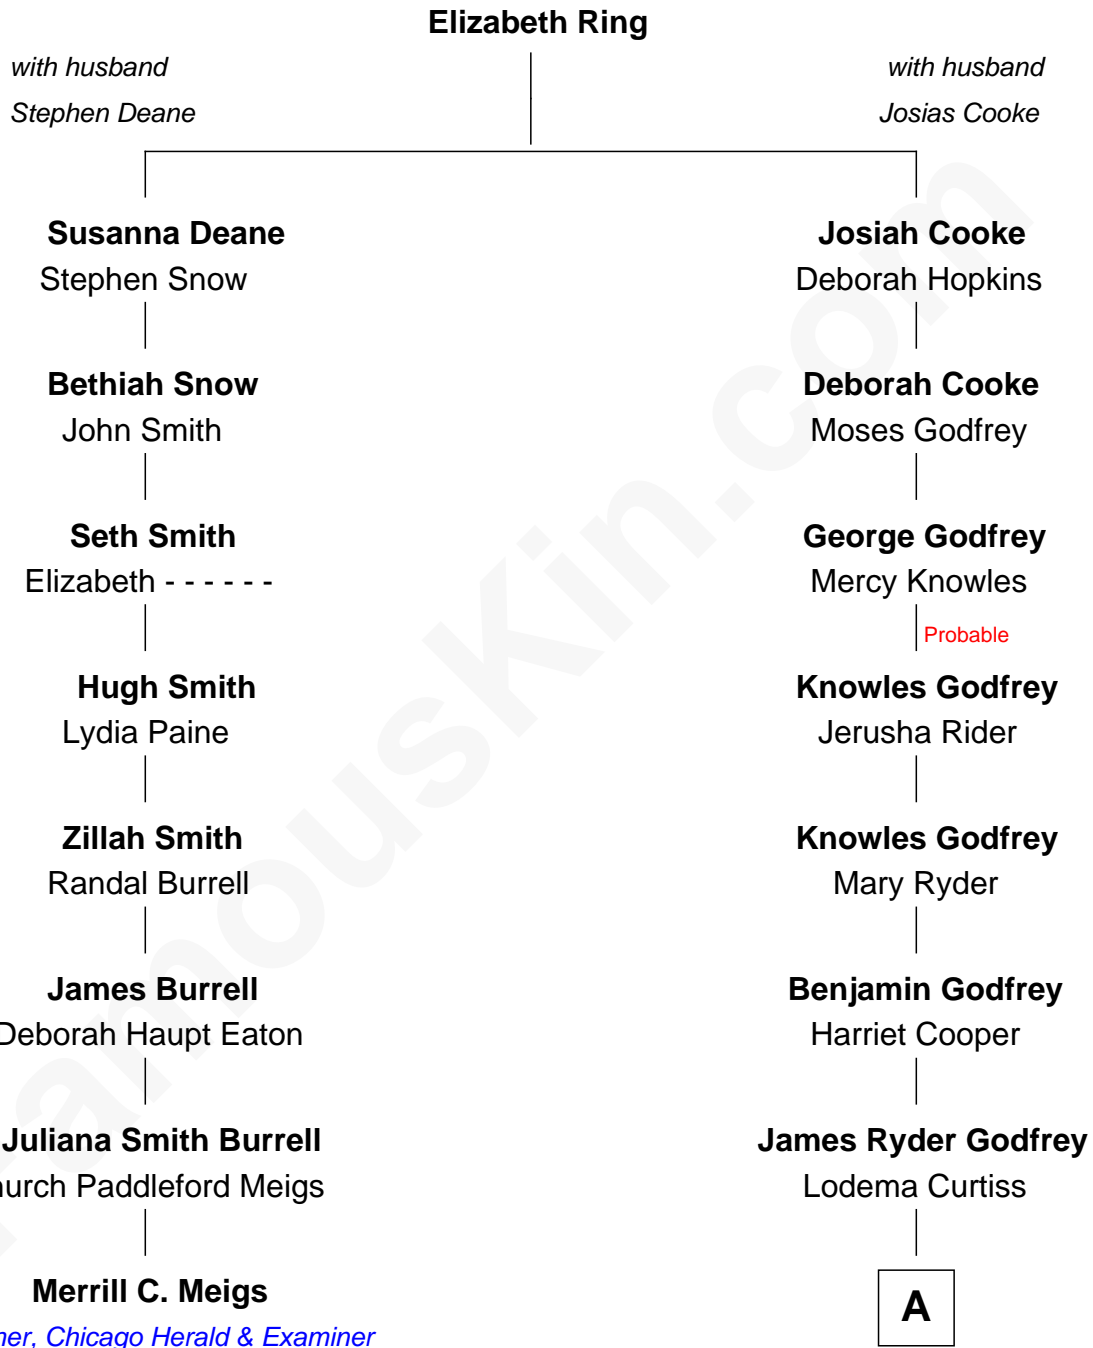 Elizabeth Ring
with husband
Stephen Deane
with husband
Josias Cooke
Susanna Deane
Stephen Snow
Josiah Cooke
Deborah Hopkins
Bethiah Snow
John Smith
Deborah Cooke
Moses Godfrey
Seth Smith
Elizabeth - - - - - -
George Godfrey
Mercy Knowles
Probable
Hugh Smith
Lydia Paine
Knowles Godfrey
Jerusha Rider
Zillah Smith
Randal Burrell
Knowles Godfrey
Mary Ryder
James Burrell
Deborah Haupt Eaton
Benjamin Godfrey
Harriet Cooper
Juliana Smith Burrell
Paddleford Meigs
James Ryder Godfrey
Lodema Curtiss
Merrill C. Meigs
Chicago Herald & Examiner
A
FamousKin.com